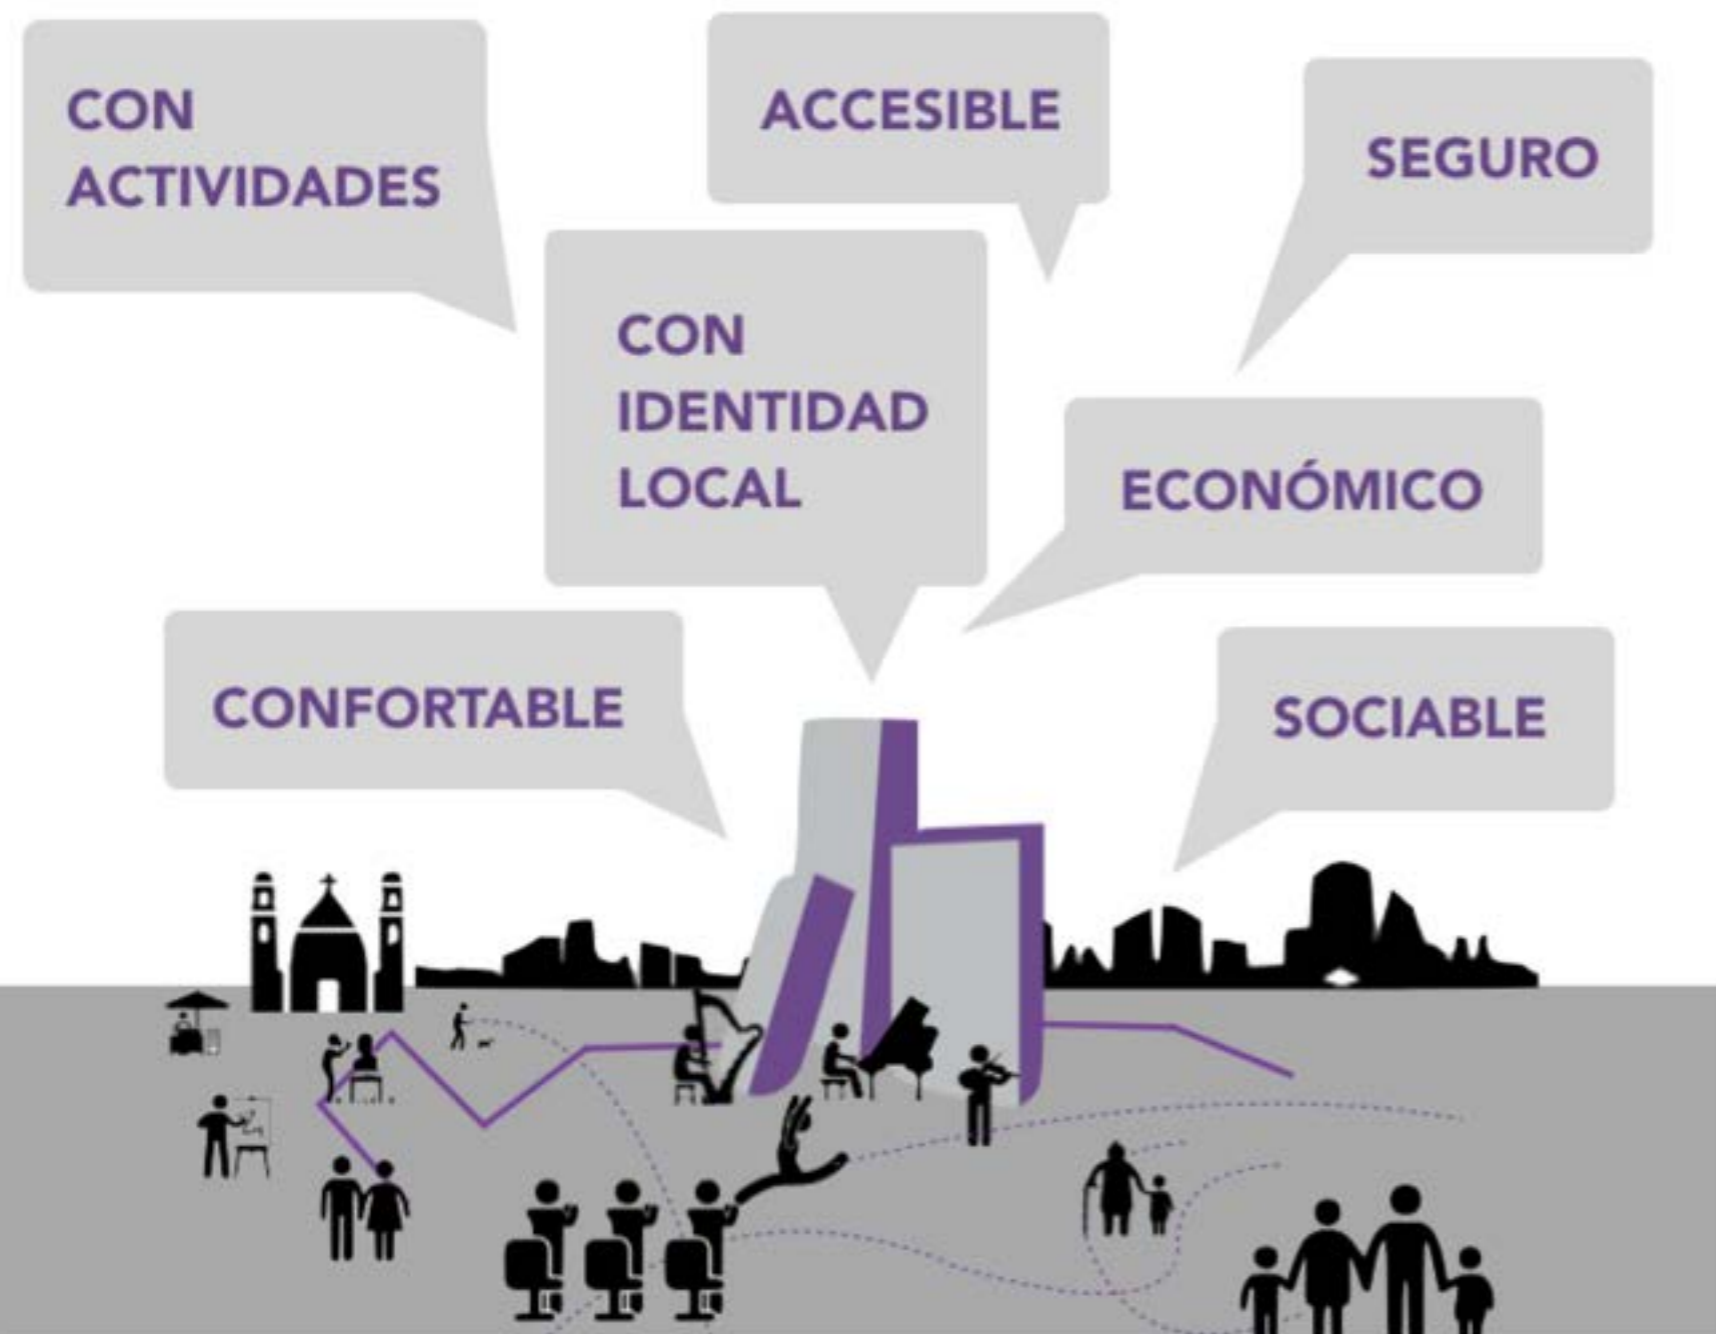 CON
ACTIVIDADES
ACCESIBLE
SEGURO
CON
IDENTIDAD
LOCAL
ECONÓMICO
CONFORTABLE
SOCIABLE